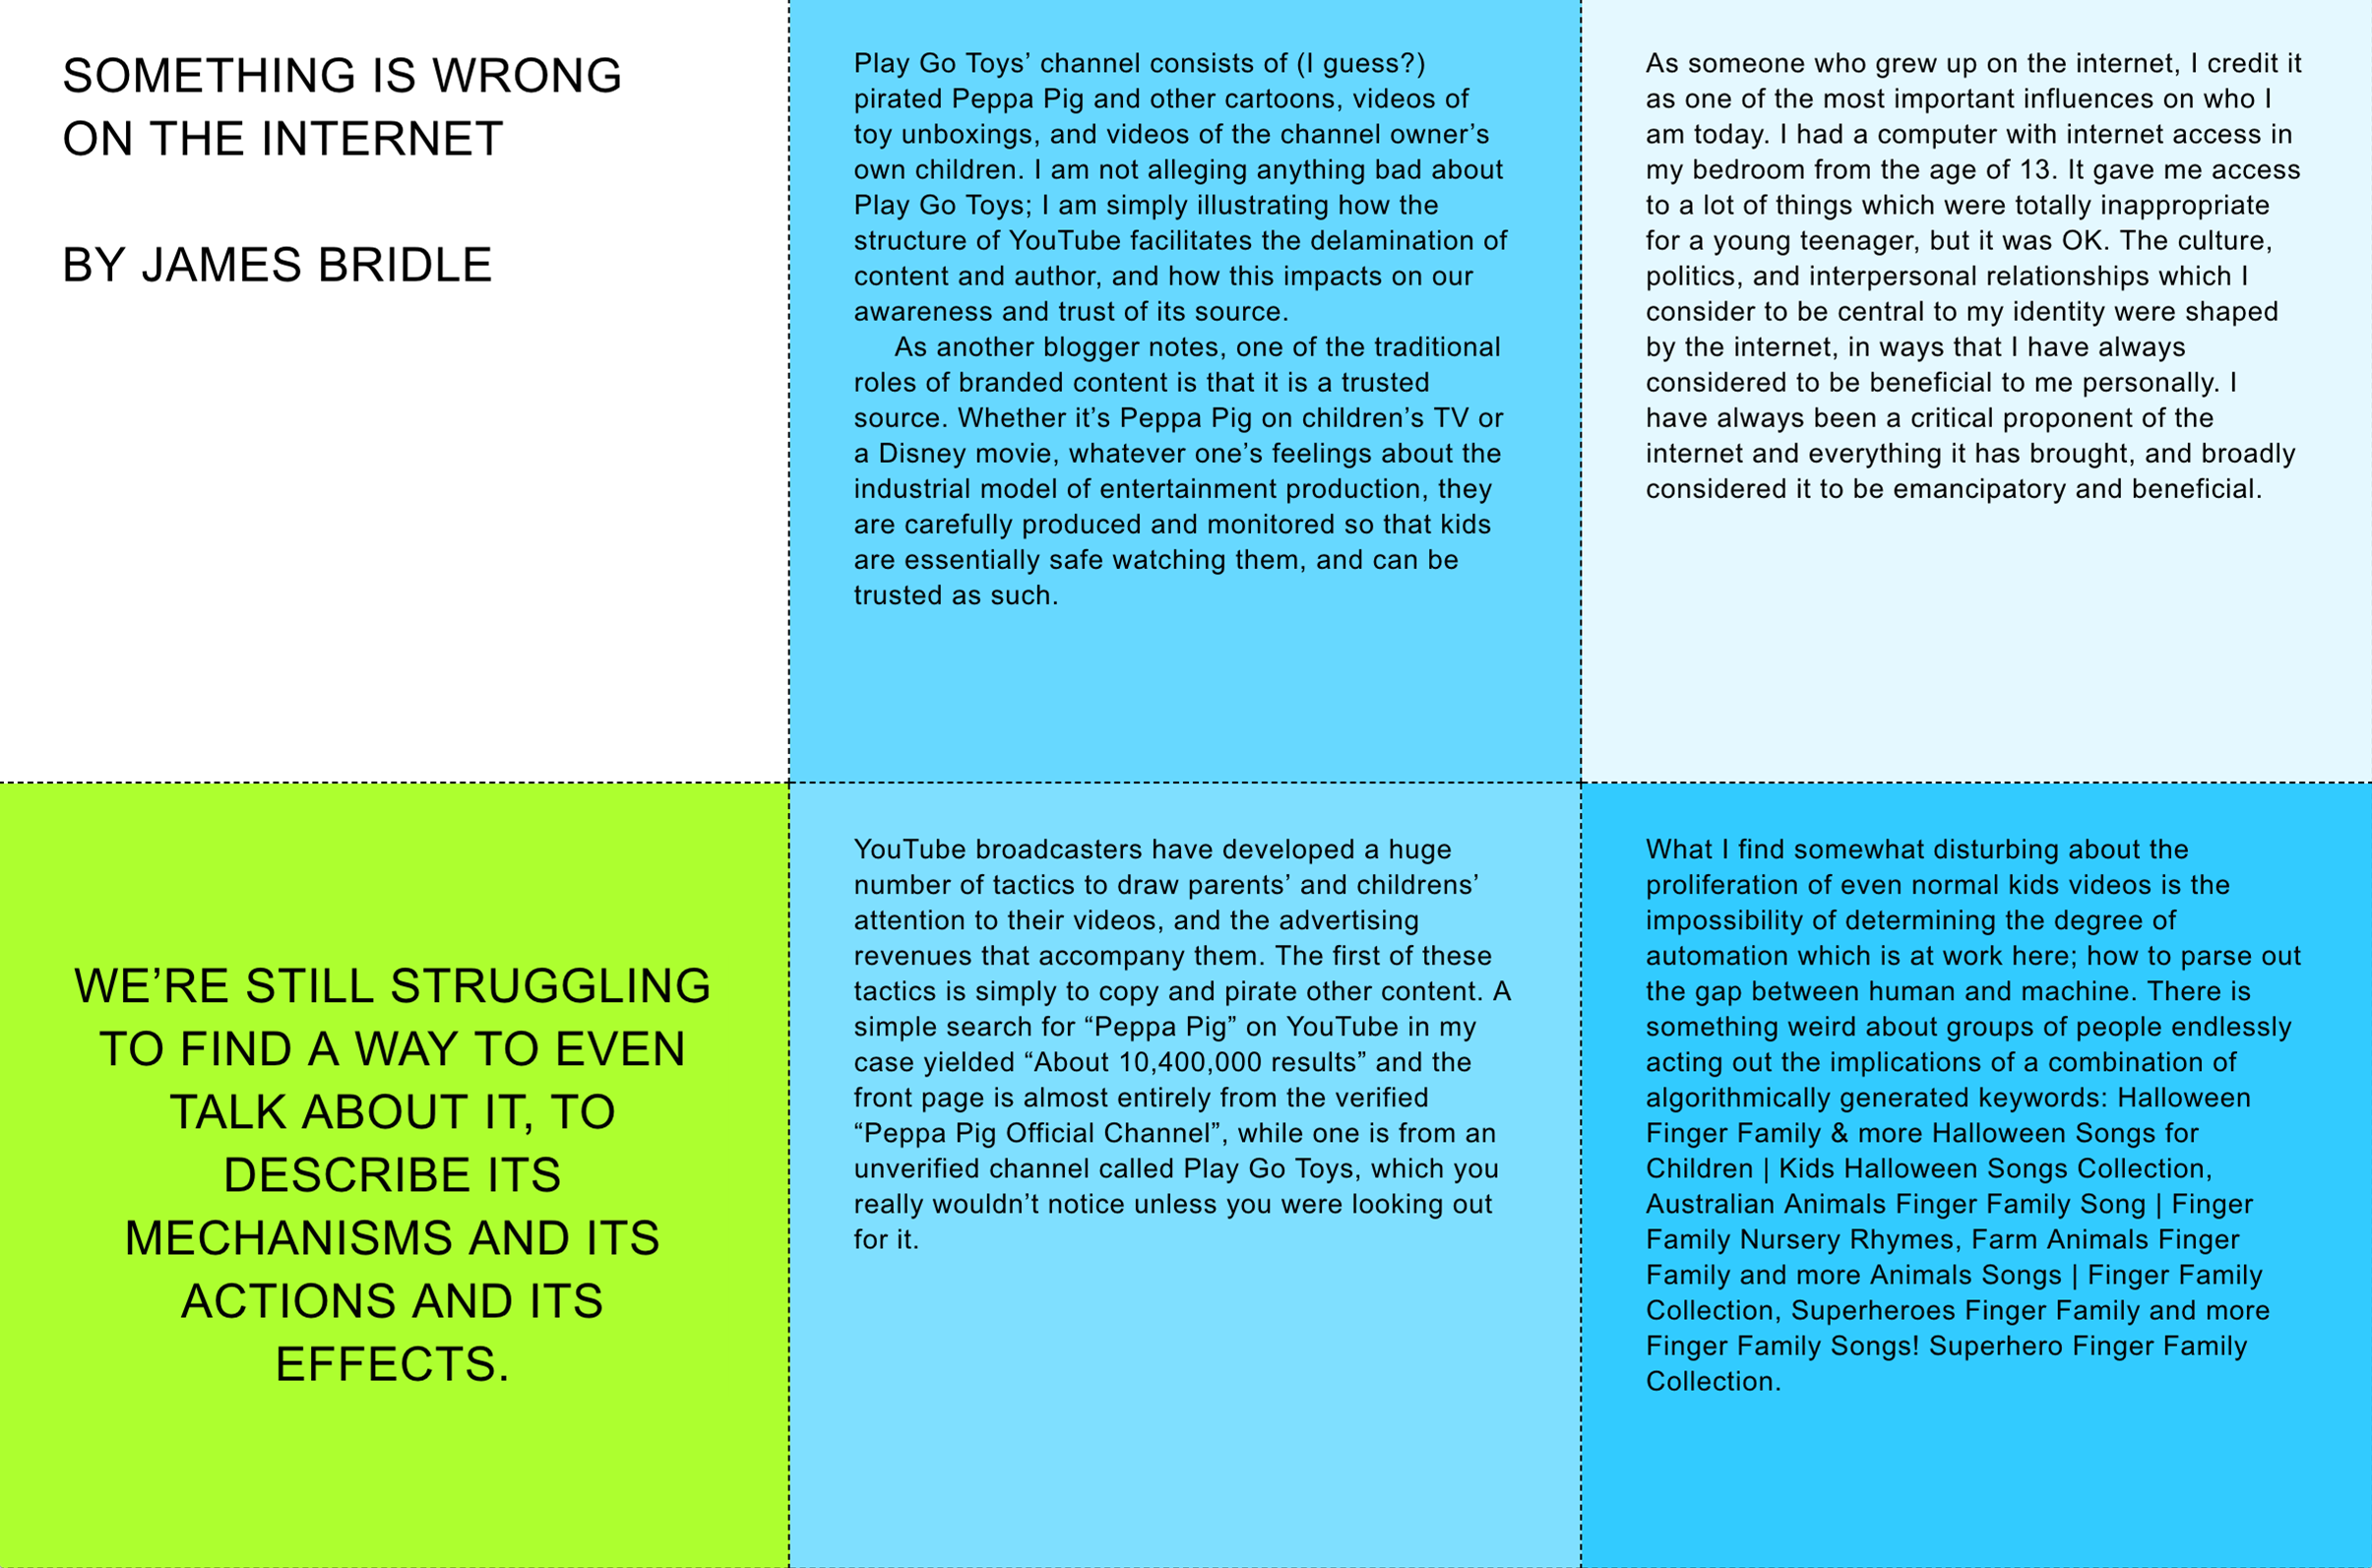 SOMETHING IS WRONG
ON THE INTERNET
BY JAMES BRIDLE
Play Go Toys’ channel consists of (I guess?)
pirated Peppa Pig and other cartoons, videos of
toy unboxings, and videos of the channel owner’s
own children. I am not alleging anything bad about
Play Go Toys; I am simply illustrating how the
structure of YouTube facilitates the delamination of
content and author, and how this impacts on our
awareness and trust of its source.
As another blogger notes, one of the traditional
roles of branded content is that it is a trusted
source. Whether it’s Peppa Pig on children’s TV or
a Disney movie, whatever one’s feelings about the
industrial model of entertainment production, they
are carefully produced and monitored so that kids
are essentially safe watching them, and can be
trusted as such.
As someone who grew up on the internet, I credit it
as one of the most important influences on who I
am today. I had a computer with internet access in
my bedroom from the age of 13. It gave me access
to a lot of things which were totally inappropriate
for a young teenager, but it was OK. The culture,
politics, and interpersonal relationships which I
consider to be central to my identity were shaped
by the internet, in ways that I have always
considered to be beneficial to me personally. I
have always been a critical proponent of the
internet and everything it has brought, and broadly
considered it to be emancipatory and beneficial.
WE’RE STILL STRUGGLING
TO FIND A WAY TO EVEN
TALK ABOUT IT, TO
DESCRIBE ITS
MECHANISMS AND ITS
ACTIONS AND ITS
EFFECTS.
YouTube broadcasters have developed a huge
number of tactics to draw parents’ and childrens’
attention to their videos, and the advertising
revenues that accompany them. The first of these
tactics is simply to copy and pirate other content. A
simple search for “Peppa Pig” on YouTube in my
case yielded “About 10,400,000 results” and the
front page is almost entirely from the verified
“Peppa Pig Official Channel”, while one is from an
unverified channel called Play Go Toys, which you
really wouldn’t notice unless you were looking out
for it.
What I find somewhat disturbing about the
proliferation of even normal kids videos is the
impossibility of determining the degree of
automation which is at work here; how to parse out
the gap between human and machine. There is
something weird about groups of people endlessly
acting out the implications of a combination of
algorithmically generated keywords: Halloween
Finger Family & more Halloween Songs for
Children | Kids Halloween Songs Collection,
Australian Animals Finger Family Song | Finger
Family Nursery Rhymes, Farm Animals Finger
Family and more Animals Songs | Finger Family
Collection, Superheroes Finger Family and more
Finger Family Songs! Superhero Finger Family
Collection.